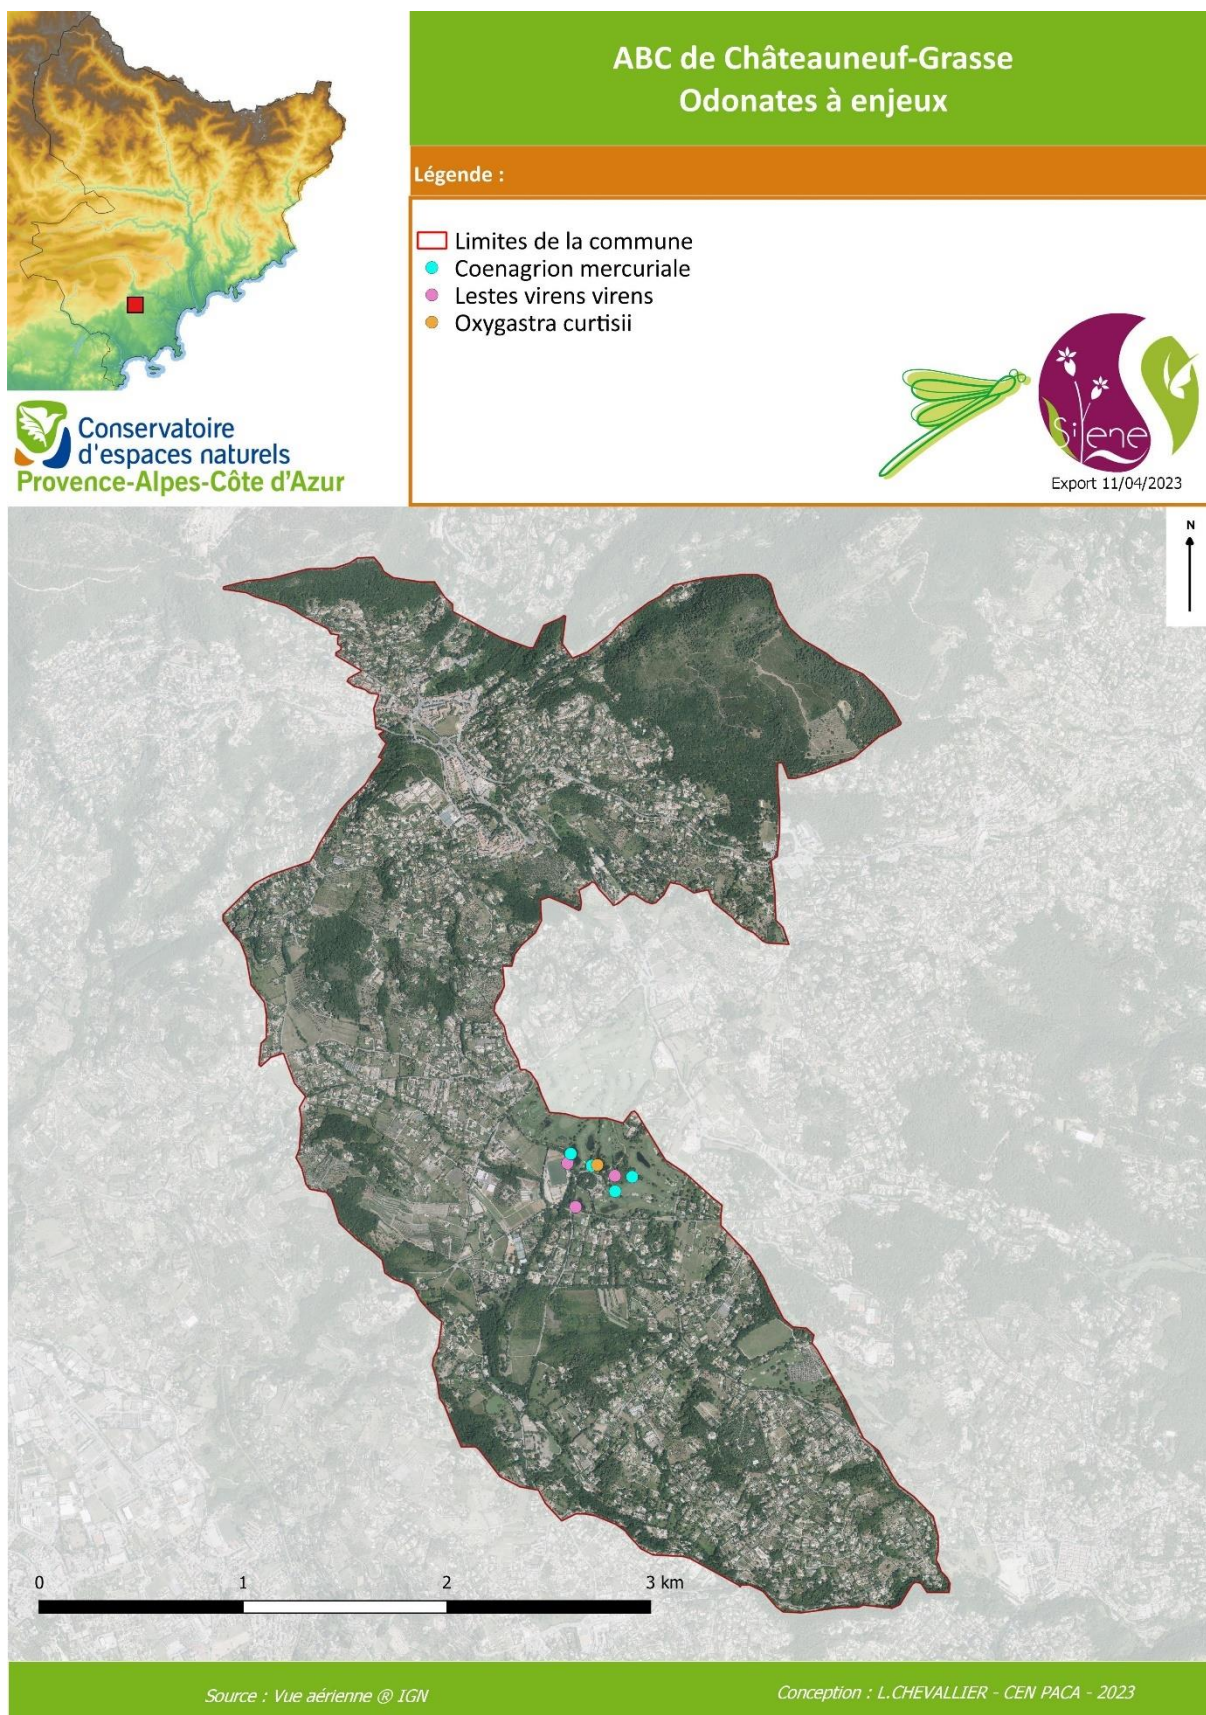 ABC de Châteauneuf-Grasse
Odonates à enjeux
Légende :
Limites de la commune
Coenagrion mercuriale
Lestes virens virens
Oxygastra curtisii
Conservatoire
d'espaces naturels
Provence-Alpes-Côte d'Azur
Silene
Export 11/04/2023
N
0 1 2 3 km
Source : Vue aérienne ® IGN
Conception : L.CHEVALLIER - CEN PACA - 2023